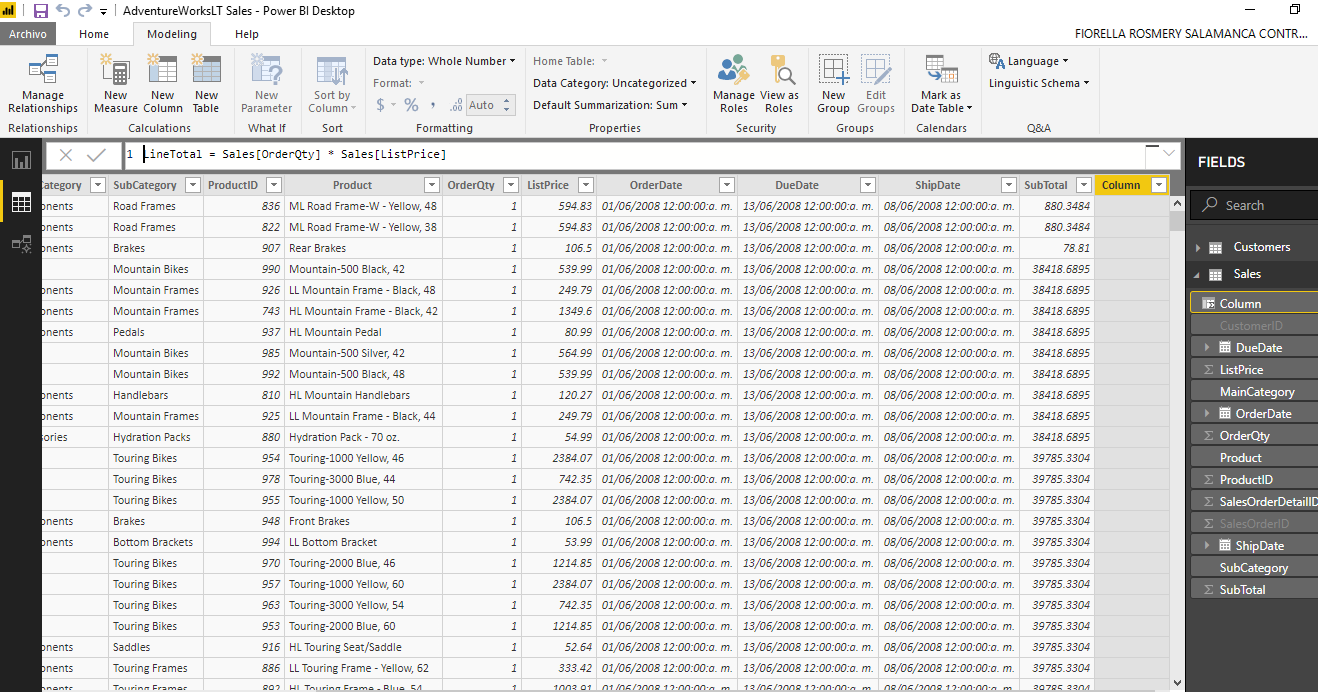 AdventureWorksLT Sales - Power BI Desktop
Archivo Home Modeling Help FIORELLA ROSMERY SALAMANCA CONTR...
Manage Relationships
New Measure New Column New Table
New Parameter
Sort by Column
Data type: Whole Number
Format:
$ % , .00 Auto
Home Table:
Data Category: Uncategorized
Default Summarization: Sum
Manage Roles View as Roles
New Group Edit Groups
Mark as Date Table
Language
Linguistic Schema
Relationships Calculations What If Sort Formatting Properties Security Groups Calendars Q&A
1 LineTotal = Sales[OrderQty] * Sales[ListPrice]
ategory SubCategory ProductID Product OrderQty ListPrice OrderDate DueDate ShipDate SubTotal Column
onents Road Frames 836 ML Road Frame-W - Yellow, 48 1 594.83 01/06/2008 12:00:00:a. m. 13/06/2008 12:00:00:a. m. 08/06/2008 12:00:00:a. m. 880.3484
onents Road Frames 822 ML Road Frame-W - Yellow, 38 1 594.83 01/06/2008 12:00:00:a. m. 13/06/2008 12:00:00:a. m. 08/06/2008 12:00:00:a. m. 880.3484
onents Brakes 907 Rear Brakes 1 106.5 01/06/2008 12:00:00:a. m. 13/06/2008 12:00:00:a. m. 08/06/2008 12:00:00:a. m. 78.81
Mountain Bikes 990 Mountain-500 Black, 42 1 539.99 01/06/2008 12:00:00:a. m. 13/06/2008 12:00:00:a. m. 08/06/2008 12:00:00:a. m. 38418.6895
onents Mountain Frames 926 LL Mountain Frame - Black, 48 1 249.79 01/06/2008 12:00:00:a. m. 13/06/2008 12:00:00:a. m. 08/06/2008 12:00:00:a. m. 38418.6895
onents Mountain Frames 743 HL Mountain Frame - Black, 42 1 1349.6 01/06/2008 12:00:00:a. m. 13/06/2008 12:00:00:a. m. 08/06/2008 12:00:00:a. m. 38418.6895
onents Pedals 937 HL Mountain Pedal 1 80.99 01/06/2008 12:00:00:a. m. 13/06/2008 12:00:00:a. m. 08/06/2008 12:00:00:a. m. 38418.6895
Mountain Bikes 985 Mountain-500 Silver, 42 1 564.99 01/06/2008 12:00:00:a. m. 13/06/2008 12:00:00:a. m. 08/06/2008 12:00:00:a. m. 38418.6895
Mountain Bikes 992 Mountain-500 Black, 48 1 539.99 01/06/2008 12:00:00:a. m. 13/06/2008 12:00:00:a. m. 08/06/2008 12:00:00:a. m. 38418.6895
onents Handlebars 810 HL Mountain Handlebars 1 120.27 01/06/2008 12:00:00:a. m. 13/06/2008 12:00:00:a. m. 08/06/2008 12:00:00:a. m. 38418.6895
onents Mountain Frames 925 LL Mountain Frame - Black, 44 1 249.79 01/06/2008 12:00:00:a. m. 13/06/2008 12:00:00:a. m. 08/06/2008 12:00:00:a. m. 38418.6895
sories Hydration Packs 880 Hydration Pack - 70 oz. 1 54.99 01/06/2008 12:00:00:a. m. 13/06/2008 12:00:00:a. m. 08/06/2008 12:00:00:a. m. 38418.6895
Touring Bikes 954 Touring-1000 Yellow, 46 1 2384.07 01/06/2008 12:00:00:a. m. 13/06/2008 12:00:00:a. m. 08/06/2008 12:00:00:a. m. 39785.3304
Touring Bikes 978 Touring-3000 Blue, 44 1 742.35 01/06/2008 12:00:00:a. m. 13/06/2008 12:00:00:a. m. 08/06/2008 12:00:00:a. m. 39785.3304
Touring Bikes 955 Touring-1000 Yellow, 50 1 2384.07 01/06/2008 12:00:00:a. m. 13/06/2008 12:00:00:a. m. 08/06/2008 12:00:00:a. m. 39785.3304
onents Brakes 948 Front Brakes 1 106.5 01/06/2008 12:00:00:a. m. 13/06/2008 12:00:00:a. m. 08/06/2008 12:00:00:a. m. 39785.3304
onents Bottom Brackets 994 LL Bottom Bracket 1 53.99 01/06/2008 12:00:00:a. m. 13/06/2008 12:00:00:a. m. 08/06/2008 12:00:00:a. m. 39785.3304
Touring Bikes 970 Touring-2000 Blue, 46 1 1214.85 01/06/2008 12:00:00:a. m. 13/06/2008 12:00:00:a. m. 08/06/2008 12:00:00:a. m. 39785.3304
Touring Bikes 957 Touring-1000 Yellow, 60 1 2384.07 01/06/2008 12:00:00:a. m. 13/06/2008 12:00:00:a. m. 08/06/2008 12:00:00:a. m. 39785.3304
Touring Bikes 963 Touring-3000 Yellow, 54 1 742.35 01/06/2008 12:00:00:a. m. 13/06/2008 12:00:00:a. m. 08/06/2008 12:00:00:a. m. 39785.3304
Touring Bikes 953 Touring-2000 Blue, 60 1 1214.85 01/06/2008 12:00:00:a. m. 13/06/2008 12:00:00:a. m. 08/06/2008 12:00:00:a. m. 39785.3304
onents Saddles 916 HL Touring Seat/Saddle 1 52.64 01/06/2008 12:00:00:a. m. 13/06/2008 12:00:00:a. m. 08/06/2008 12:00:00:a. m. 39785.3304
onents Touring Frames 886 LL Touring Frame - Yellow, 62 1 333.42 01/06/2008 12:00:00:a. m. 13/06/2008 12:00:00:a. m. 08/06/2008 12:00:00:a. m. 39785.3304
onents Touring Frames 892 HL Touring Frame - Blue, 54 1 1003.91 01/06/2008 12:00:00:a. m. 13/06/2008 12:00:00:a. m. 08/06/2008 12:00:00:a. m. 39785.3304
FIELDS
Search
Customers
Sales
Column
CustomerID
DueDate
ListPrice
MainCategory
OrderDate
OrderQty
Product
ProductID
SalesOrderDetailID
SalesOrderID
ShipDate
SubCategory
SubTotal